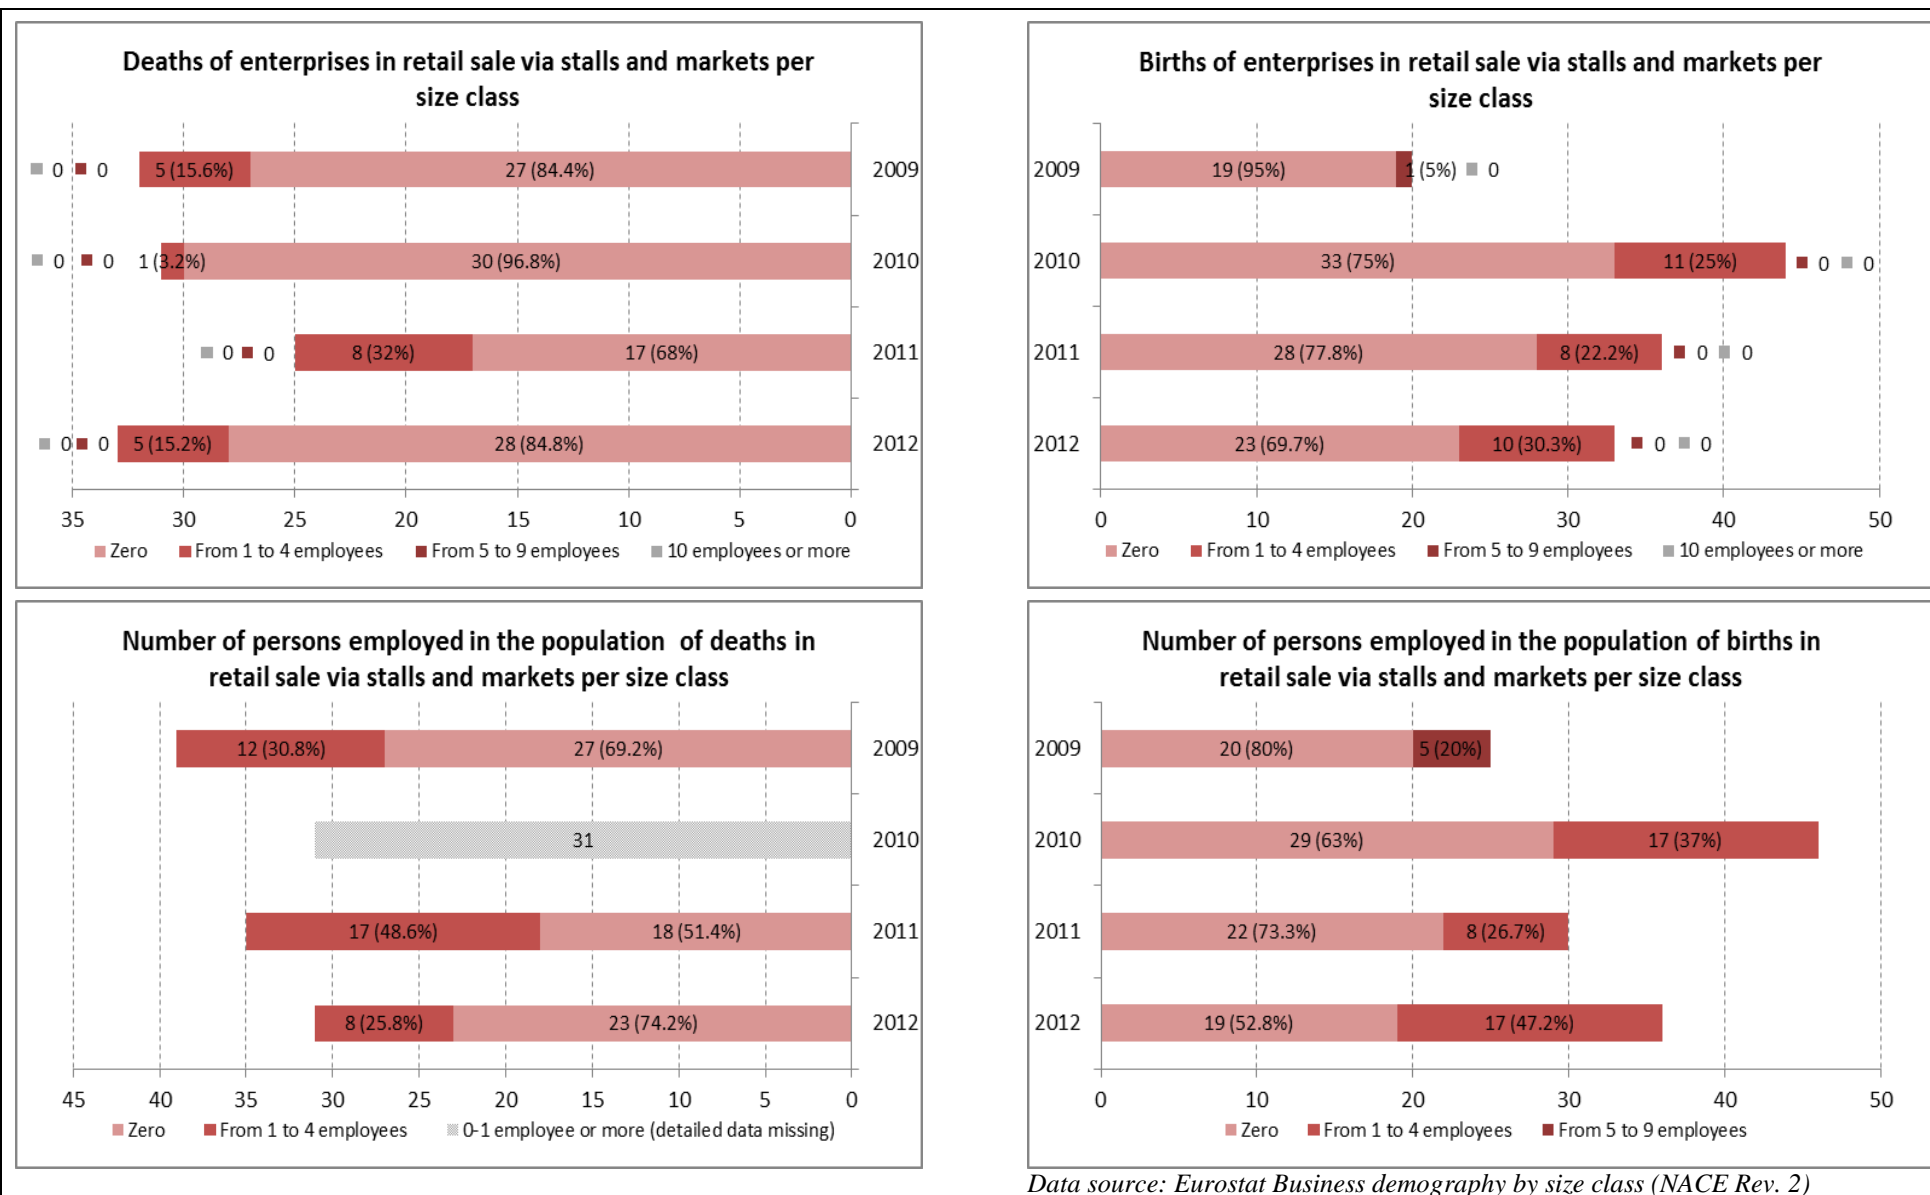 Deaths of enterprises in retail sale via stalls and markets per
size class
0 0 5 (15.6%) 27 (84.4%) 2009
0 0 1 (3.2%) 30 (96.8%) 2010
0 0 8 (32%) 17 (68%) 2011
0 0 5 (15.2%) 28 (84.8%) 2012
35 30 25 20 15 10 5 0
Zero From 1 to 4 employees From 5 to 9 employees 10 employees or more
Births of enterprises in retail sale via stalls and markets per
size class
2009 19 (95%) 1 (5%) 0
2010 33 (75%) 11 (25%) 0 0
2011 28 (77.8%) 8 (22.2%) 0 0
2012 23 (69.7%) 10 (30.3%) 0 0
0 10 20 30 40 50
Zero From 1 to 4 employees From 5 to 9 employees 10 employees or more
Number of persons employed in the population of deaths in
retail sale via stalls and markets per size class
12 (30.8%) 27 (69.2%) 2009
31 2010
17 (48.6%) 18 (51.4%) 2011
8 (25.8%) 23 (74.2%) 2012
45 40 35 30 25 20 15 10 5 0
Zero From 1 to 4 employees 0-1 employee or more (detailed data missing)
Number of persons employed in the population of births in
retail sale via stalls and markets per size class
2009 20 (80%) 5 (20%)
2010 29 (63%) 17 (37%)
2011 22 (73.3%) 8 (26.7%)
2012 19 (52.8%) 17 (47.2%)
0 10 20 30 40 50
Zero From 1 to 4 employees From 5 to 9 employees
Data source: Eurostat Business demography by size class (NACE Rev. 2)